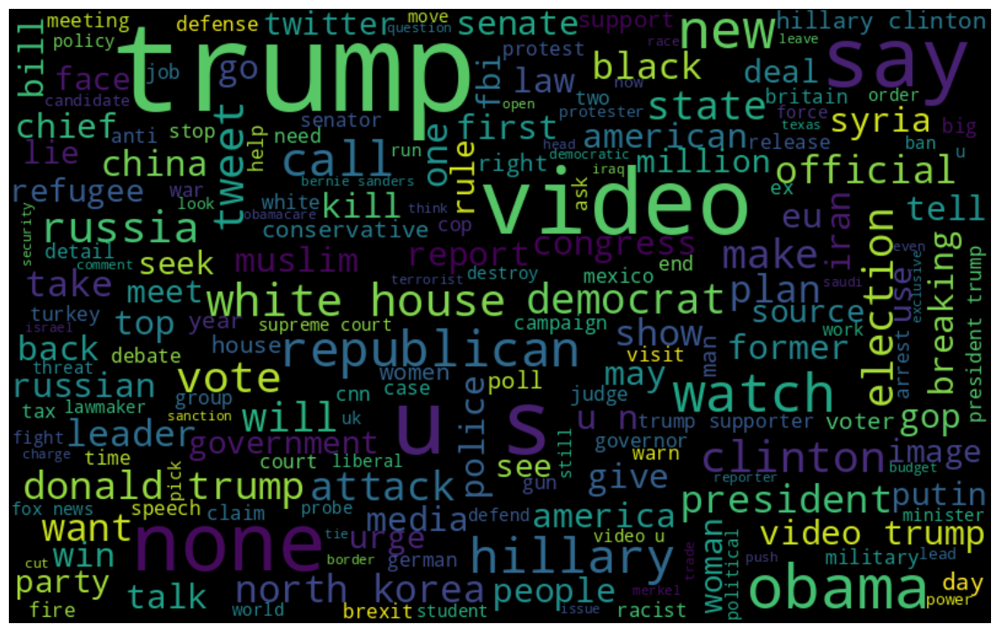 trump
video
say
u s
none
new
obama
hillary
republican
white house
democrat
watch
clinton
donald trump
meeting
policy
defense
twitter
move
question
senate
support
race
hillary clinton
leave
bill
face
job
go
fbi
protest
law
black
deal
candidate
chief
anti
stop
tweet
help
need
senator
call
run
one
first
open
two
protester
now
state
britain
order
force
texas
syria
big
lie
china
refugee
war
look
white
bernie sanders
kill
rule
right
head
democratic
american
million
iraq
ask
release
ban
u
official
ex
eu
iran
tell
russia
security
obamacare
conservative
think
cop
detail
comment
seek
muslim
report
congress
terrorist
destroy
mexico
end
make
plan
election
use
saudi
even
exclusive
breaking
president trump
take
meet
turkey
israel
top
year
supreme court
campaign
source
work
arrest
back
threat
debate
house
show
visit
man
former
women
may
russian
vote
group
cnn
case
poll
judge
tax
lawmaker
sanction
will
uk
police
u n
trump supporter
voter
gop
fight
leader
government
governor
warn
image
charge
time
court
liberal
still
see
gun
give
reporter
budget
pick
attack
president
putin
fox news
speech
claim
probe
media
defend
america
minister
want
tie
urge
video u
trade
video trump
cut
win
border
german
woman
political
push
military
lead
party
talk
north korea
people
merkel
day
power
fire
world
brexit
student
issue
racist